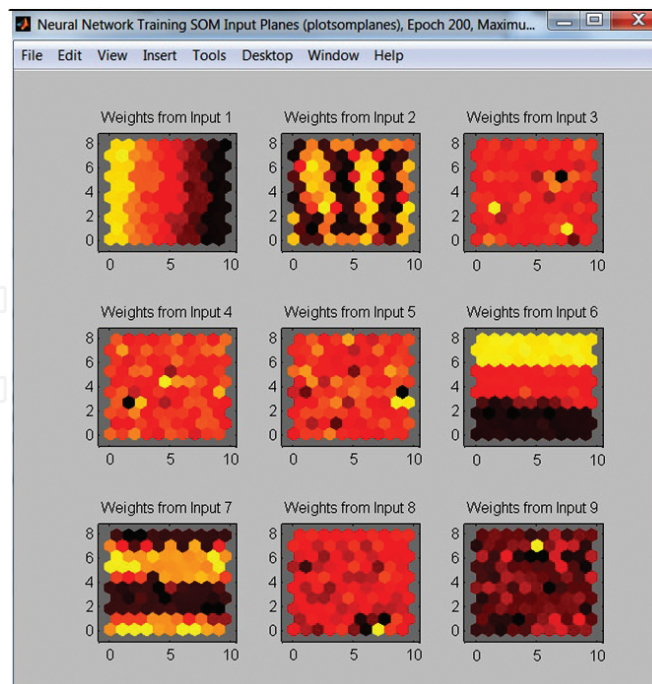 Neural Network Training SOM Input Planes (plotsomplanes), Epoch 200, Maximu...
File Edit View Insert Tools Desktop Window Help
Weights from Input 1
8
6
4
2
0
0 5 10
Weights from Input 2
8
6
4
2
0
0 5 10
Weights from Input 3
8
6
4
2
0
0 5 10
Weights from Input 4
8
6
4
2
0
0 5 10
Weights from Input 5
8
6
4
2
0
0 5 10
Weights from Input 6
8
6
4
2
0
0 5 10
Weights from Input 7
8
6
4
2
0
0 5 10
Weights from Input 8
8
6
4
2
0
0 5 10
Weights from Input 9
8
6
4
2
0
0 5 10